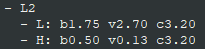 - L2
- L: b1.75 v2.70 c3.20
- H: b0.50 v0.13 c3.20